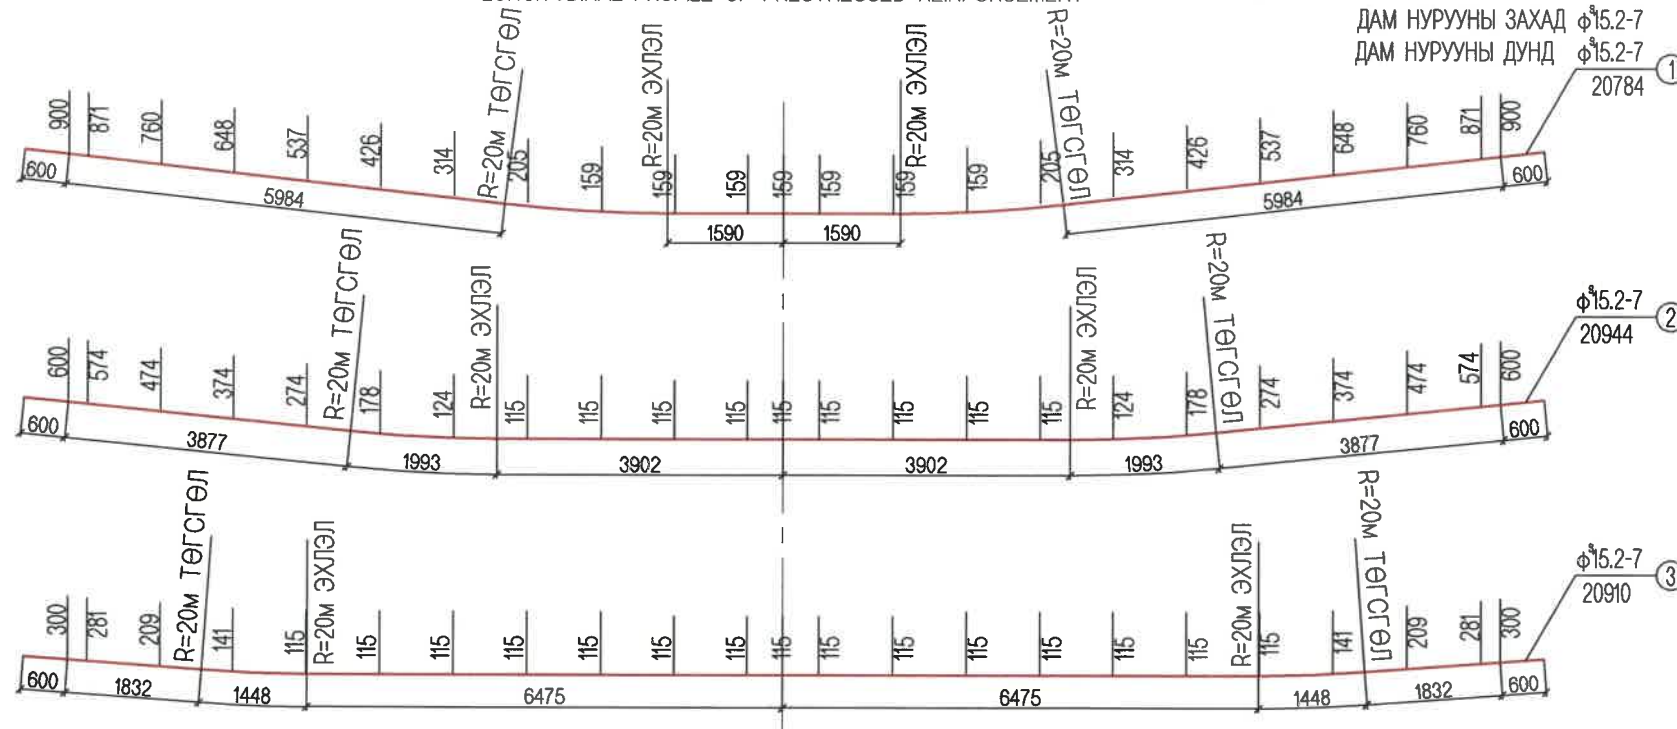 ДАМ НУРУУНЫ ЗАХАД ɸˢ15.2-7
ДАМ НУРУУНЫ ДУНД ɸˢ15.2-7
20784
1
900 871 760 648 537 426 314 R=20м ТӨГСГӨЛ 205 159 R=20м ЭХЛЭЛ 159 159 159 159 159 R=20м ЭХЛЭЛ 159 205 R=20м ТӨГСГӨЛ 314 426 537 648 760 871 900
600 5984 1590 1590 5984 600
ɸˢ15.2-7
20944
2
600 574 474 374 274 R=20м ТӨГСГӨЛ 178 124 R=20м ЭХЛЭЛ 115 115 115 115 115 115 115 115 115 R=20м ЭХЛЭЛ 124 178 R=20м ТӨГСГӨЛ 274 374 474 574 600
600 3877 1993 3902 3902 1993 3877 600
ɸˢ15.2-7
20910
3
300 281 209 R=20м ТӨГСГӨЛ 141 115 R=20м ЭХЛЭЛ 115 115 115 115 115 115 115 115 115 115 115 115 115 R=20м ЭХЛЭЛ 115 141 R=20м ТӨГСГӨЛ 209 281 300
600 1832 1448 6475 6475 1448 1832 600